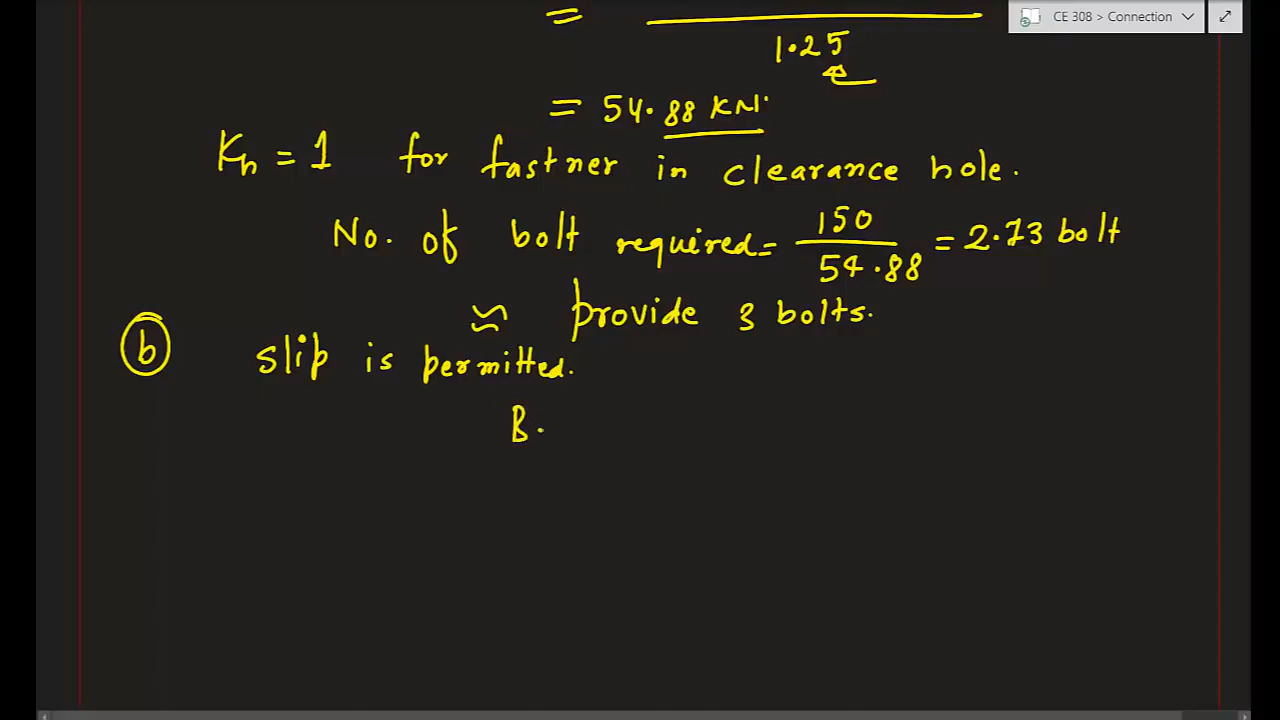 CE 308 > Connection
=
1.25
= 54.88 KN.
Kh = 1 for fastner in clearance hole.
No. of bolt required = 150 / 54.88 = 2.73 bolt
≈ provide 3 bolts.
(b) slip is permitted.
B.